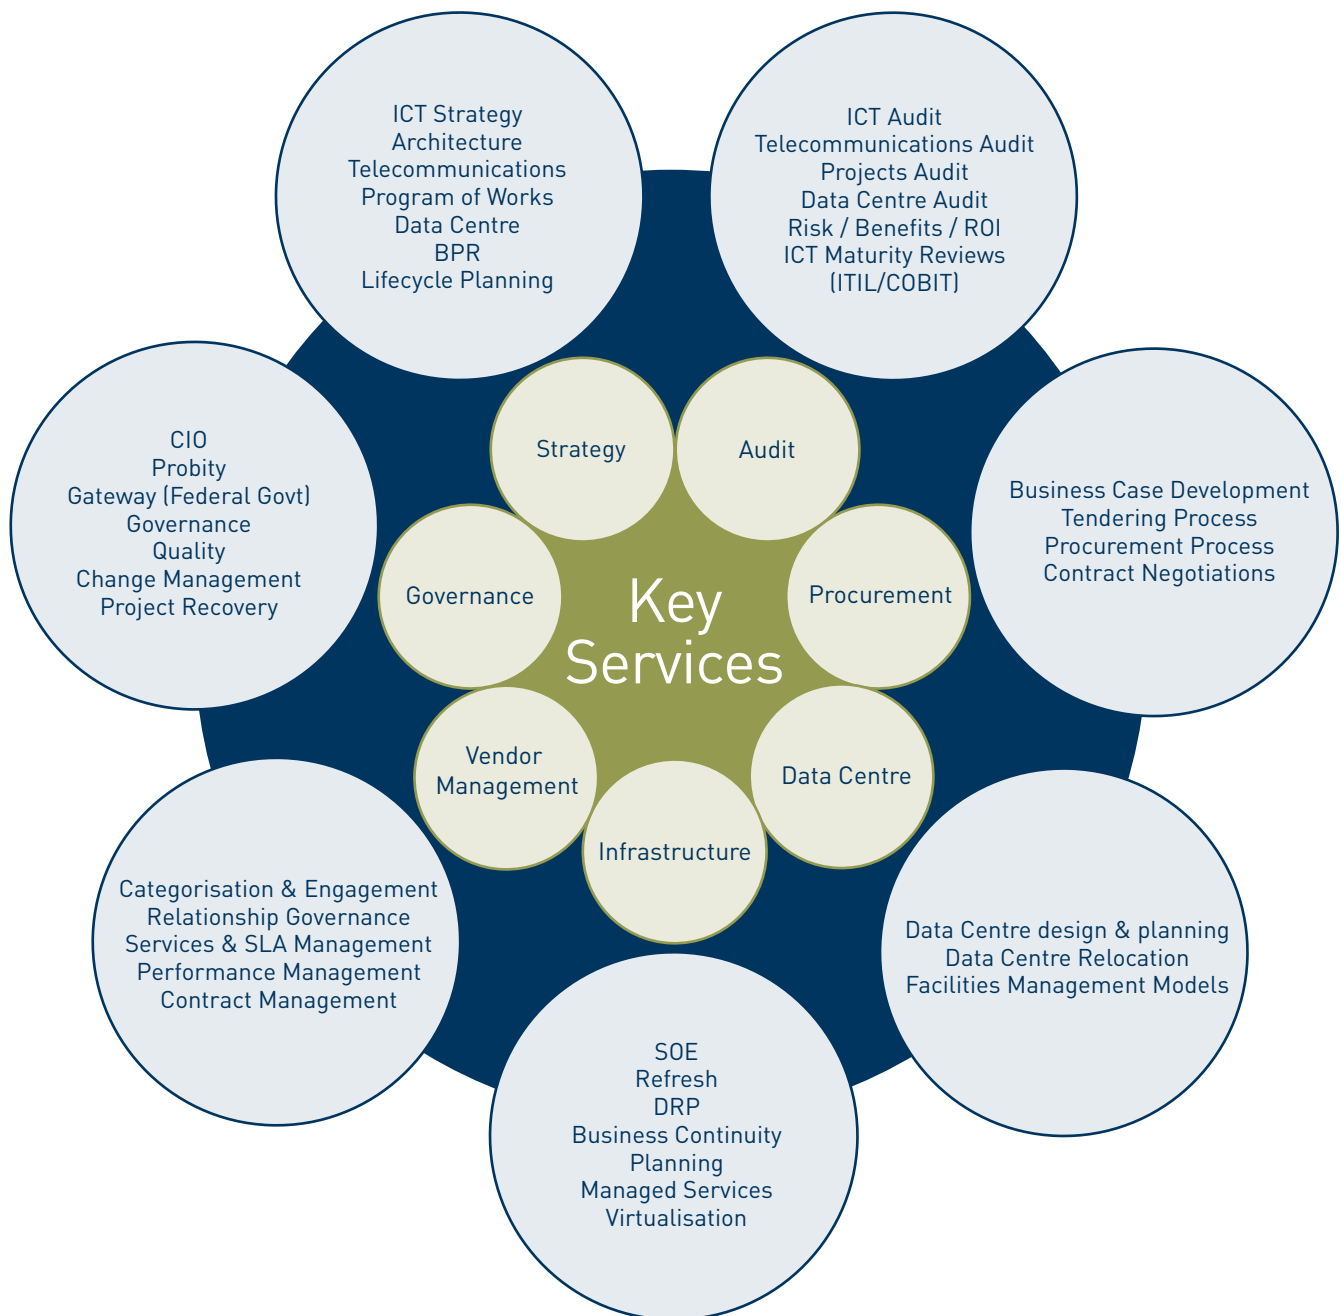 ICT Strategy
Architecture
Telecommunications
Program of Works
Data Centre
BPR
Lifecycle Planning
ICT Audit
Telecommunications Audit
Projects Audit
Data Centre Audit
Risk / Benefits / ROI
ICT Maturity Reviews
(ITIL/COBIT)
CIO
Probity
Gateway (Federal Govt)
Governance
Quality
Change Management
Project Recovery
Strategy
Audit
Business Case Development
Tendering Process
Procurement Process
Contract Negotiations
Governance
Key
Services
Procurement
Vendor
Management
Data Centre
Infrastructure
Categorisation & Engagement
Relationship Governance
Services & SLA Management
Performance Management
Contract Management
Data Centre design & planning
Data Centre Relocation
Facilities Management Models
SOE
Refresh
DRP
Business Continuity
Planning
Managed Services
Virtualisation